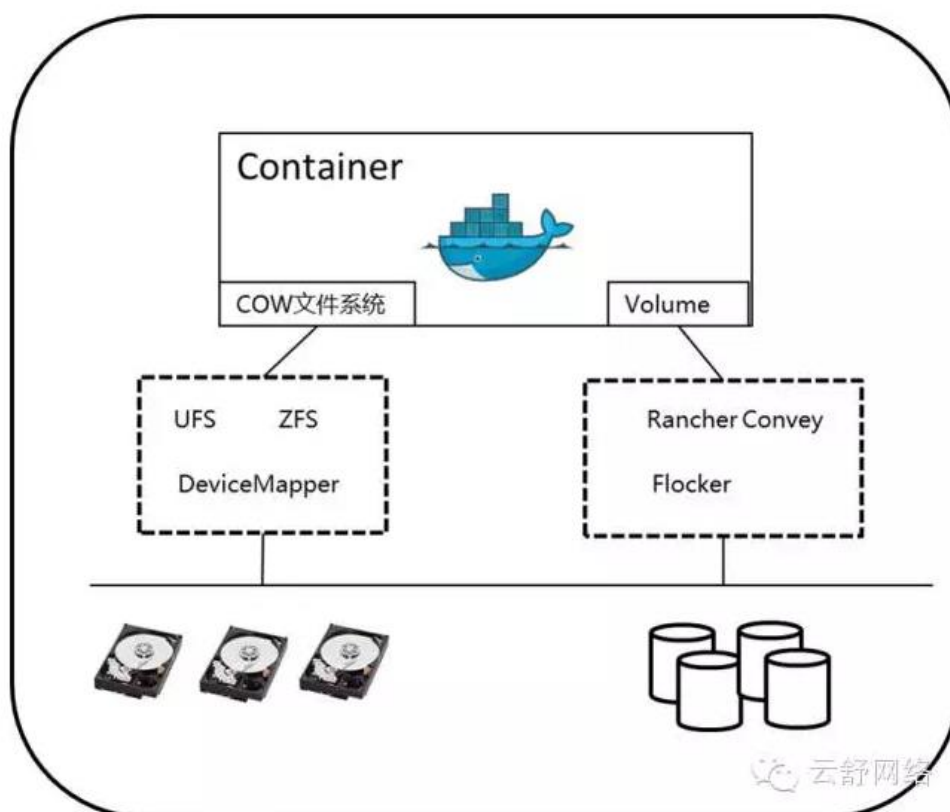 Container
COW文件系统
Volume
UFS ZFS
DeviceMapper
Rancher Convey
Flocker
云舒网络